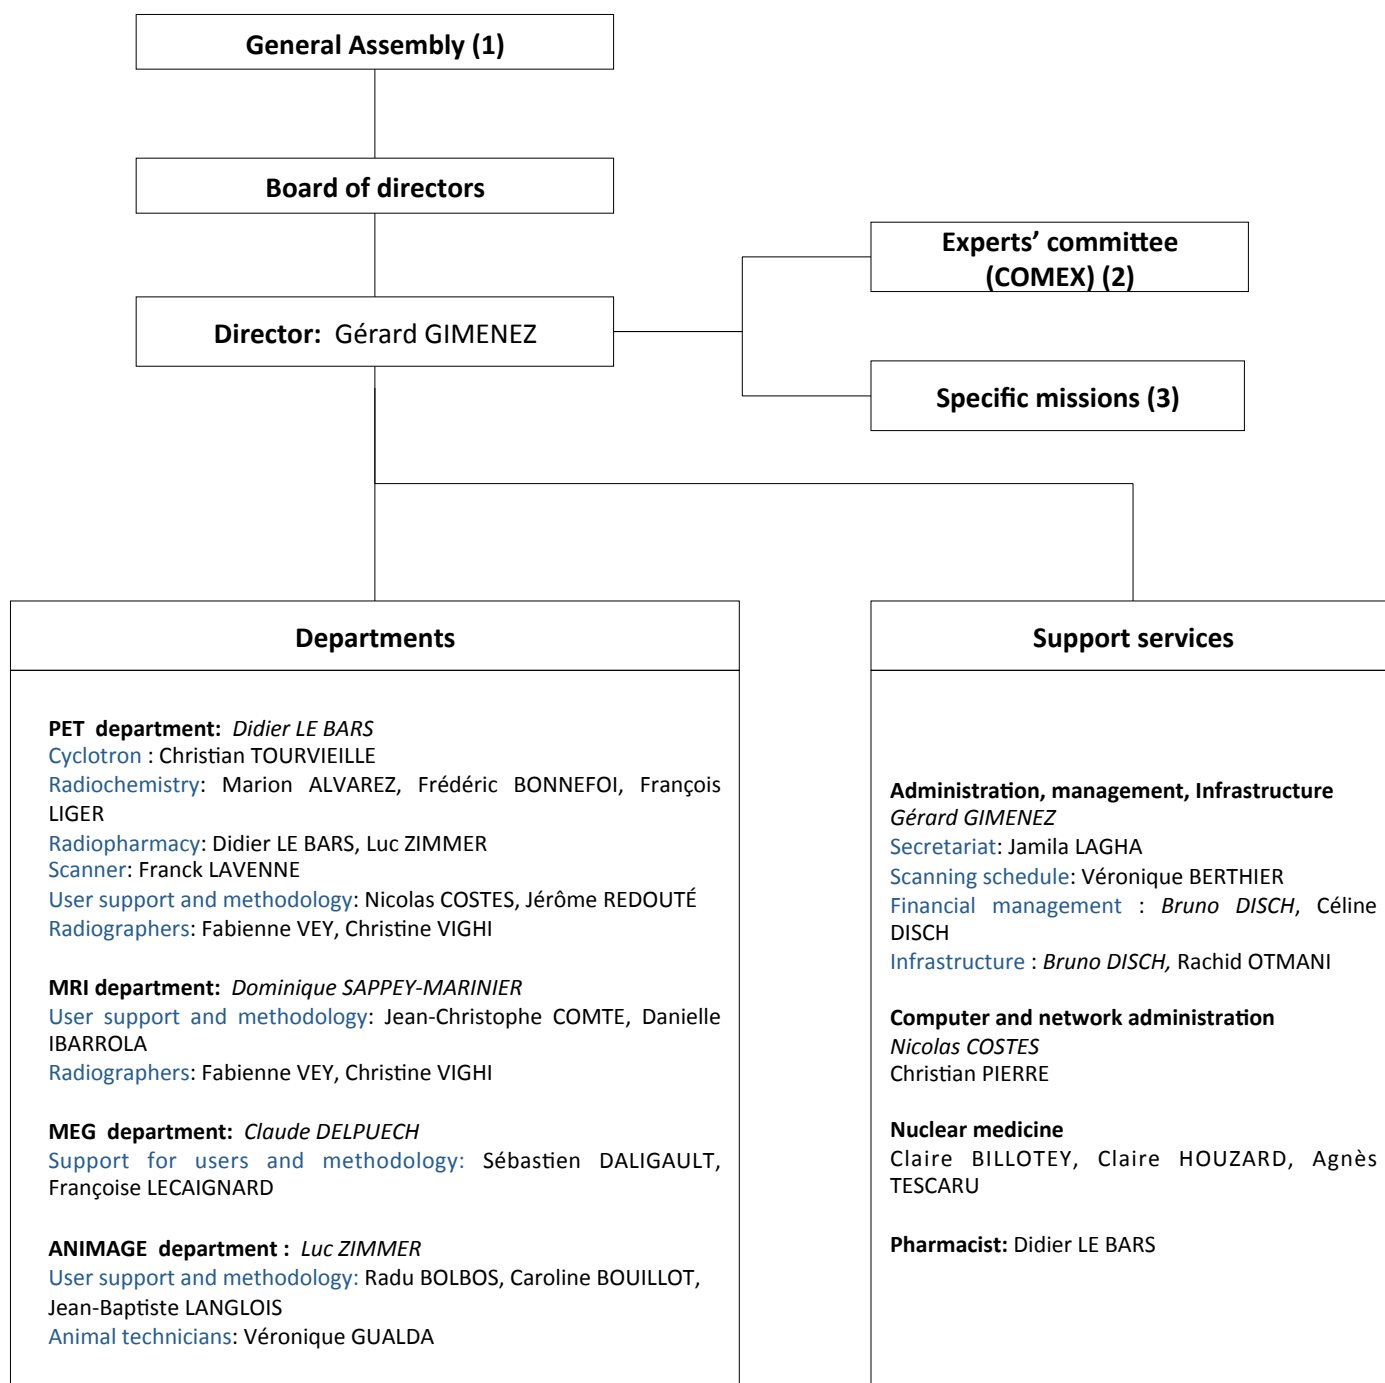 General Assembly (1)
Board of directors
Experts’ committee
(COMEX) (2)
Director: Gérard GIMENEZ
Specific missions (3)
Departments
PET department: Didier LE BARS
Cyclotron : Christian TOURVIEILLE
Radiochemistry: Marion ALVAREZ, Frédéric BONNEFOI, François
LIGER
Radiopharmacy: Didier LE BARS, Luc ZIMMER
Scanner: Franck LAVENNE
User support and methodology: Nicolas COSTES, Jérôme REDOUTÉ
Radiographers: Fabienne VEY, Christine VIGHI
MRI department: Dominique SAPPEY-MARINIER
User support and methodology: Jean-Christophe COMTE, Danielle
IBARROLA
Radiographers: Fabienne VEY, Christine VIGHI
MEG department: Claude DELPUECH
Support for users and methodology: Sébastien DALIGAULT,
Françoise LECAIGNARD
ANIMAGE department : Luc ZIMMER
User support and methodology: Radu BOLBOS, Caroline BOUILLOT,
Jean-Baptiste LANGLOIS
Animal technicians: Véronique GUALDA
Support services
Administration, management, Infrastructure
Gérard GIMENEZ
Secretariat: Jamila LAGHA
Scanning schedule: Véronique BERTHIER
Financial management : Bruno DISCH, Céline
DISCH
Infrastructure : Bruno DISCH, Rachid OTMANI
Computer and network administration
Nicolas COSTES
Christian PIERRE
Nuclear medicine
Claire BILLOTEY, Claire HOUZARD, Agnès
TESCARU
Pharmacist: Didier LE BARS